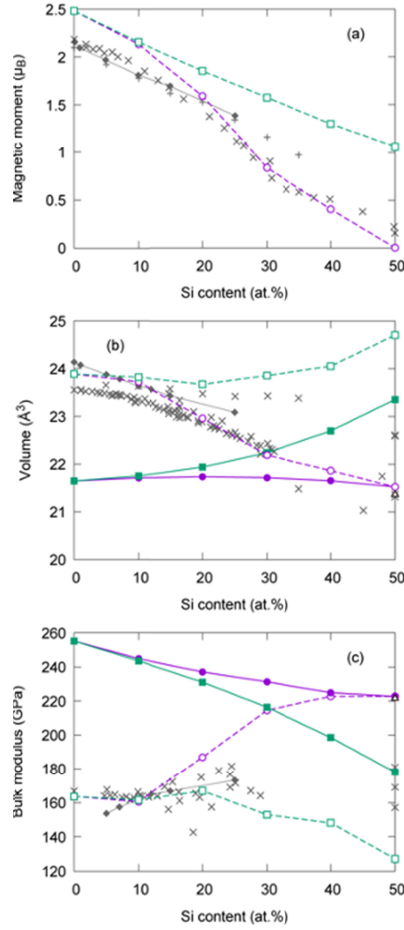 2.5
2
1.5
1
0.5
0
Magnetic moment (μB)
(a)
0 10 20 30 40 50
Si content (at.%)
25
24
23
22
21
20
Volume (Å³)
(b)
0 10 20 30 40 50
Si content (at.%)
260
240
220
200
180
160
140
120
Bulk modulus (GPa)
(c)
0 10 20 30 40 50
Si content (at.%)